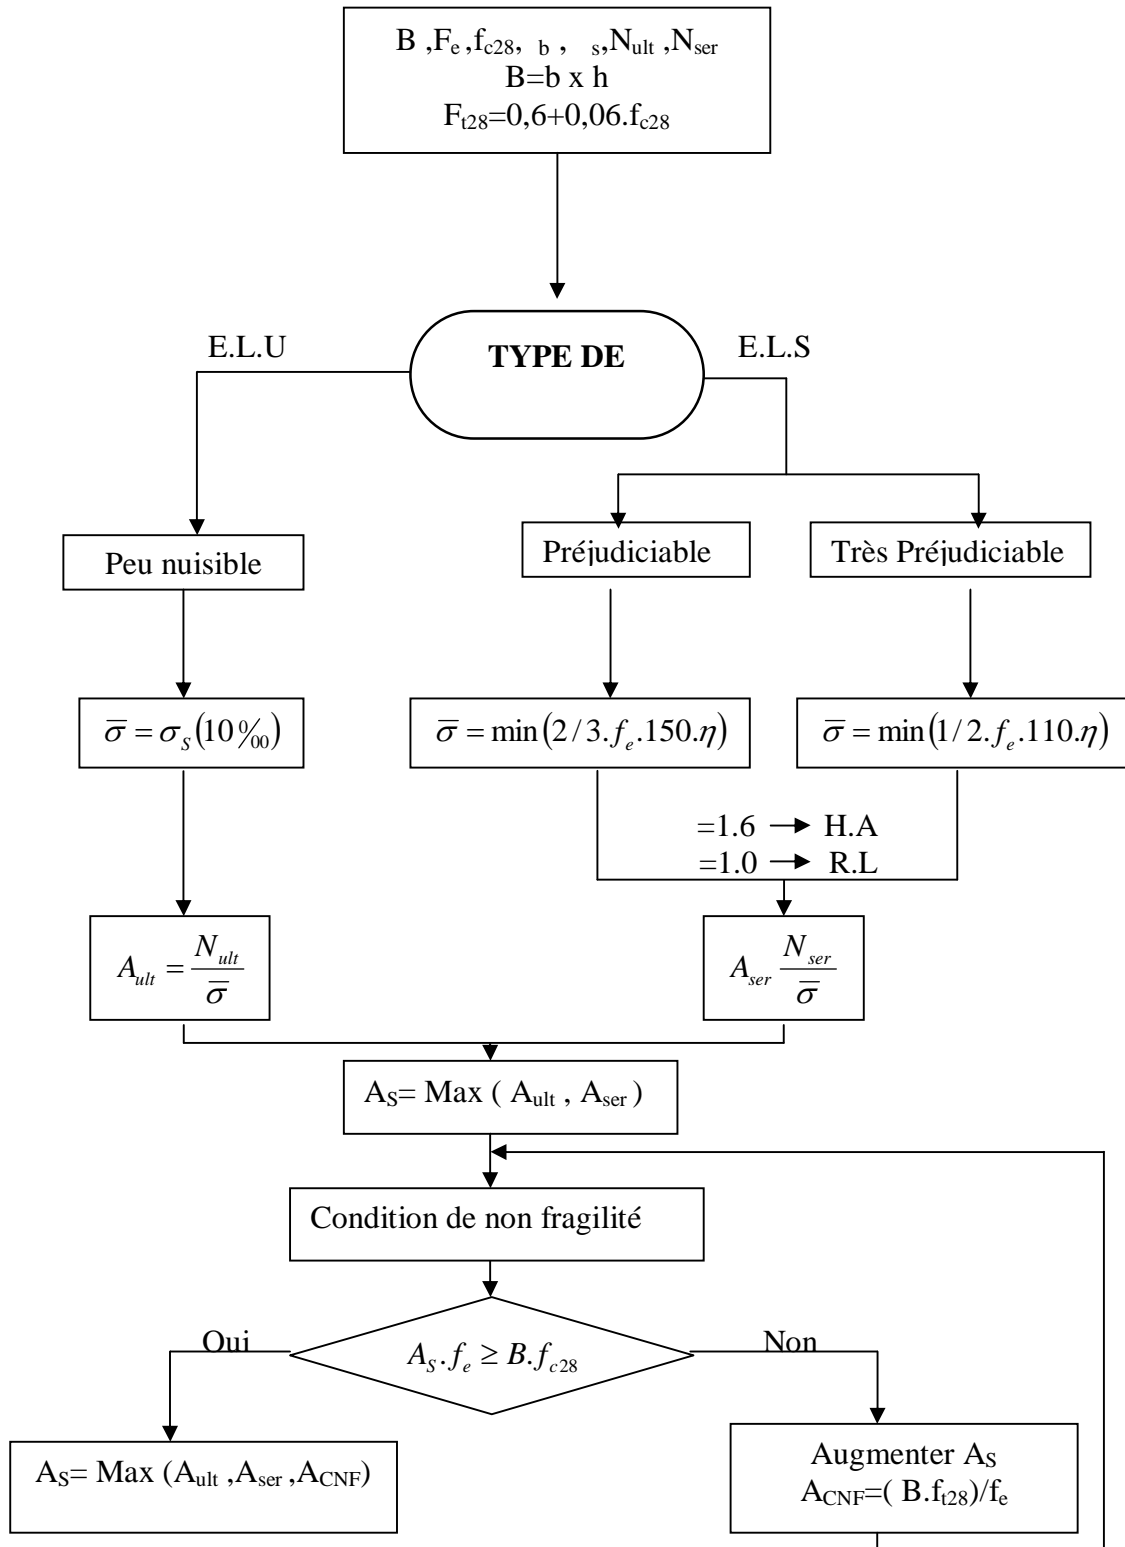 B ,Fe ,fc28, b , s,Nult ,Nser
B=b x h
Ft28=0,6+0,06.fc28
E.L.U
TYPE DE
E.L.S
Peu nuisible
Préjudiciable
Très Préjudiciable
σ̅ = σS(10‰)
σ̅ = min(2/3.fe.150.η)
σ̅ = min(1/2.fe.110.η)
=1.6 → H.A
=1.0 → R.L
Ault = Nult / σ̅
Aser Nser / σ̅
AS= Max ( Ault , Aser )
Condition de non fragilité
Oui
AS.fe ≥ B.fc28
Non
AS= Max (Ault ,Aser ,ACNF)
Augmenter AS
ACNF=( B.ft28)/fe